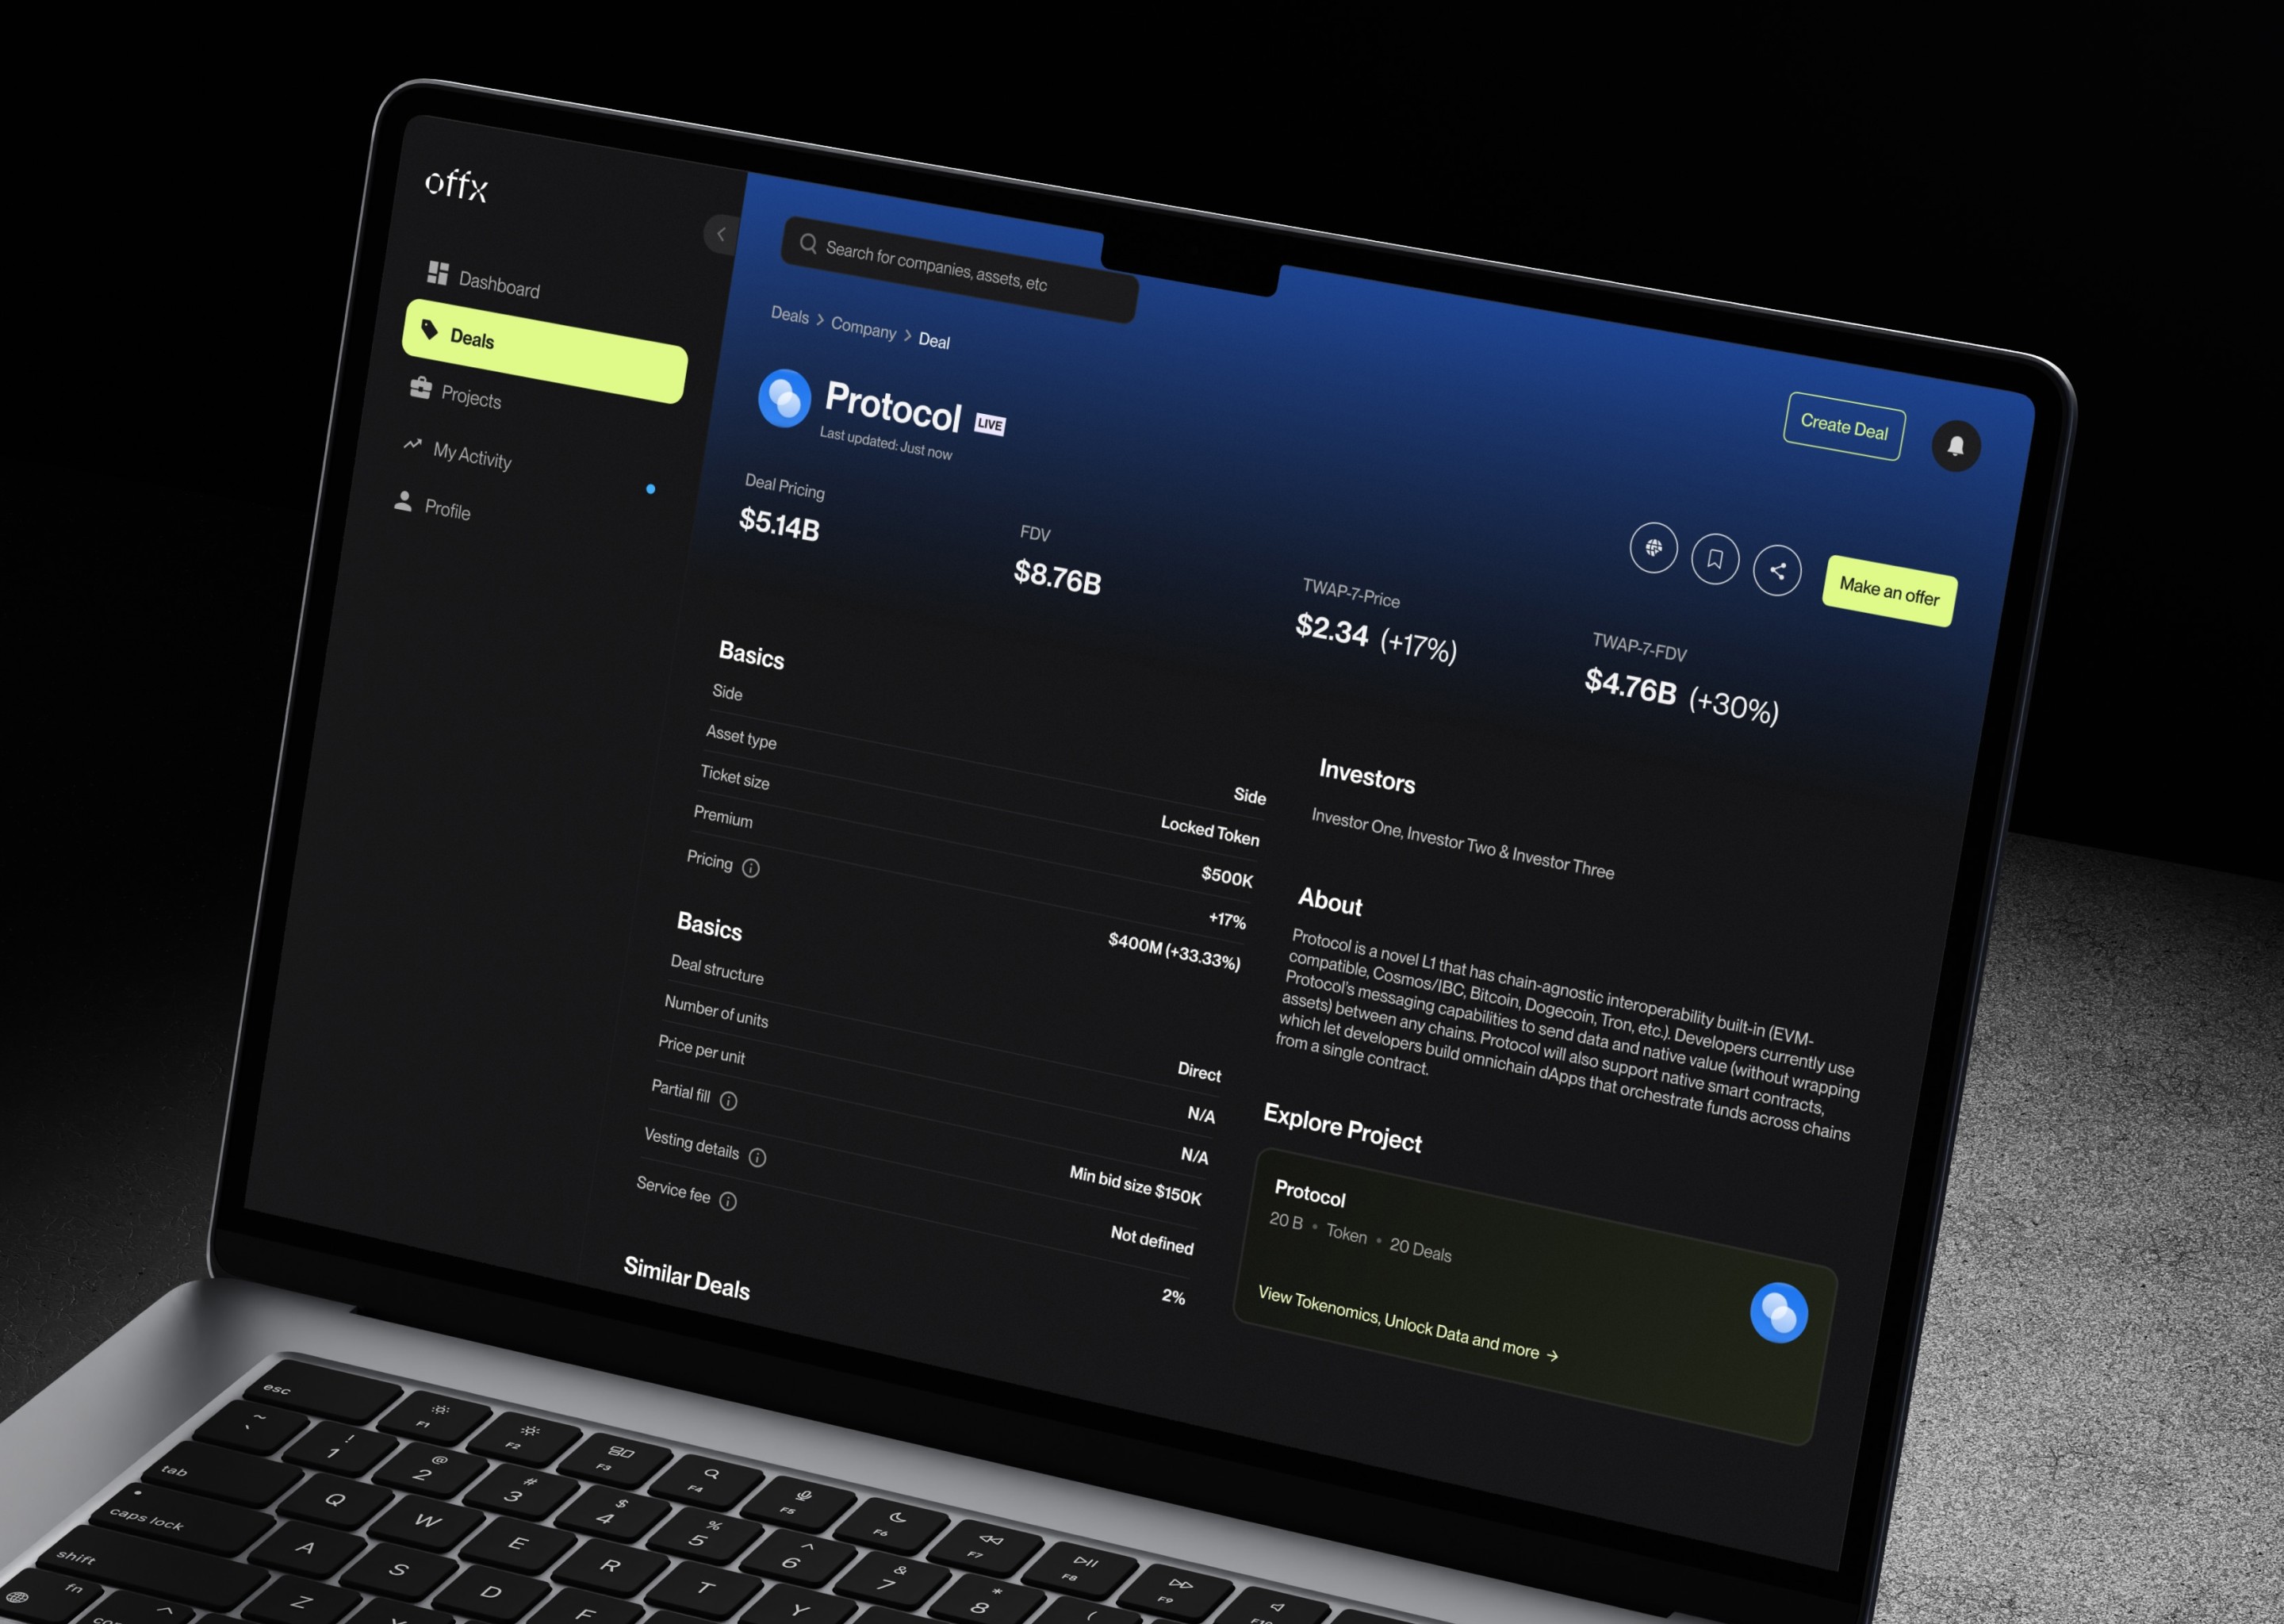 offx
Dashboard
Deals
Projects
My Activity
Profile
Search for companies, assets, etc
Deals > Company > Deal
Create Deal
Protocol LIVE
Last updated: Just now
Make an offer
Deal Pricing
$5.14B
FDV
$8.76B
TWAP-7-Price
$2.34 (+17%)
TWAP-7-FDV
$4.76B (+30%)
Basics
Side Side
Asset type Locked Token
Ticket size $500K
Premium +17%
Pricing $400M (+33.33%)
Basics
Deal structure Direct
Number of units N/A
Price per unit N/A
Partial fill Min bid size $150K
Vesting details Not defined
Service fee 2%
Similar Deals
Investors
Investor One, Investor Two & Investor Three
About
Protocol is a novel L1 that has chain-agnostic interoperability built-in (EVM-
compatible, Cosmos/IBC, Bitcoin, Dogecoin, Tron, etc.). Developers currently use
Protocol's messaging capabilities to send data and native value (without wrapping
assets) between any chains. Protocol will also support native smart contracts,
which let developers build omnichain dApps that orchestrate funds across chains
from a single contract.
Explore Project
Protocol
20 B • Token • 20 Deals
View Tokenomics, Unlock Data and more →
esc F1 F2 F3 F4 F5 F6 F7 F8 F9
~ ` ! 1 @ 2 # 3 $ 4 % 5 ^ 6 & 7 * 8 (
tab Q W E R T Y
caps lock A S D F
shift Z
fn